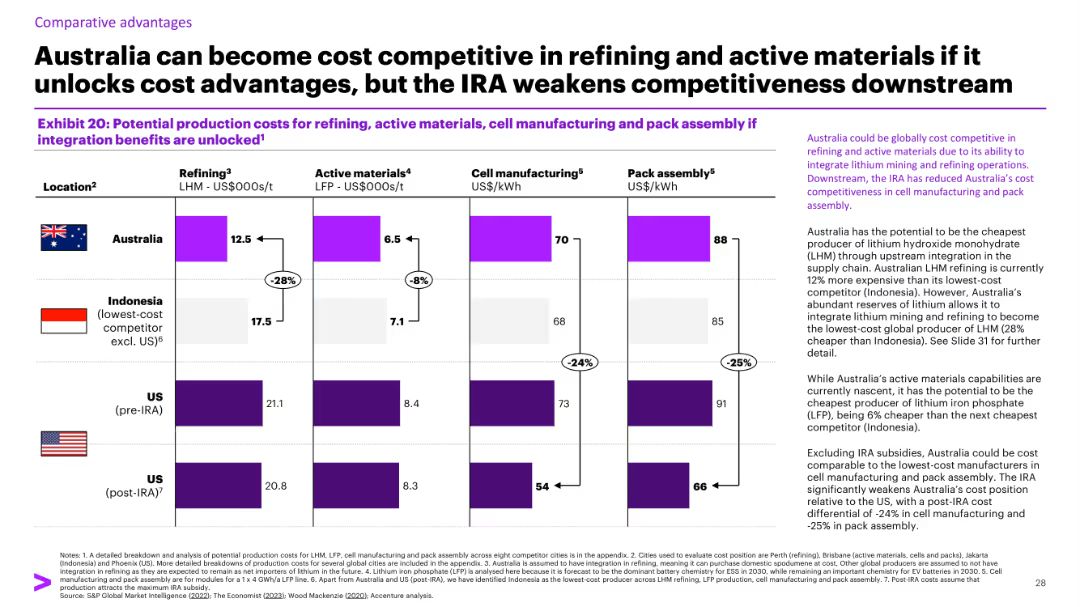 Comparative advantages
Australia can become cost competitive in refining and active materials if it
unlocks cost advantages, but the IRA weakens competitiveness downstream
Exhibit 20: Potential production costs for refining, active materials, cell manufacturing and pack assembly if
integration benefits are unlocked¹
Location²
Refining³
LHM - US$000s/t
Active materials⁴
LFP - US$000s/t
Cell manufacturing⁵
US$/kWh
Pack assembly⁵
US$/kWh
Australia
12.5
6.5
70
88
-28%
-8%
Indonesia
(lowest-cost
competitor
excl. US)⁶
17.5
7.1
68
85
-24%
-25%
US
(pre-IRA)
21.1
8.4
73
91
US
(post-IRA)⁷
20.8
8.3
54
66
Australia could be globally cost competitive in
refining and active materials due to its ability to
integrate lithium mining and refining operations.
Downstream, the IRA has reduced Australia's cost
competitiveness in cell manufacturing and pack
assembly.
Australia has the potential to be the cheapest
producer of lithium hydroxide monohydrate
(LHM) through upstream integration in the
supply chain. Australian LHM refining is currently
12% more expensive than its lowest-cost
competitor (Indonesia). However, Australia's
abundant reserves of lithium allows it to
integrate lithium mining and refining to become
the lowest-cost global producer of LHM (28%
cheaper than Indonesia). See Slide 31 for further
detail.
While Australia's active materials capabilities are
currently nascent, it has the potential to be the
cheapest producer of lithium iron phosphate
(LFP), being 6% cheaper than the next cheapest
competitor (Indonesia).
Excluding IRA subsidies, Australia could be cost
comparable to the lowest-cost manufacturers in
cell manufacturing and pack assembly. The IRA
significantly weakens Australia's cost position
relative to the US, with a post-IRA cost
differential of -24% in cell manufacturing and
-25% in pack assembly.
Notes: 1. A detailed breakdown and analysis of potential production costs for LHM, LFP, cell manufacturing and pack assembly across eight competitor cities is in the appendix. 2. Cities used to evaluate cost position are Perth (refining), Brisbane (active materials, cells and packs), Jakarta
(Indonesia) and Phoenix (US). More detailed breakdowns of production costs for several global cities are included in the appendix. 3. Australia is assumed to have integration in refining, meaning it can purchase domestic spodumene at cost. Other global producers are assumed to not have
integration in refining as they are expected to remain as net importers of lithium in the future. 4. Lithium iron phosphate (LFP) is analysed here because it is forecast to be the dominant battery chemistry for ESS in 2030, while remaining an important chemistry for EV batteries in 2030. 5. Cell
manufacturing and pack assembly are for modules for a 1 x 4 GWh/a LFP line. 6. Apart from Australia and US (post-IRA), we have identified Indonesia as the lowest-cost producer across LHM refining, LFP production, cell manufacturing and pack assembly. 7. Post-IRA costs assume that
production attracts the maximum IRA subsidy.
Source: S&P Global Market Intelligence (2022); The Economist (2023); Wood Mackenzie (2020); Accenture analysis.
28